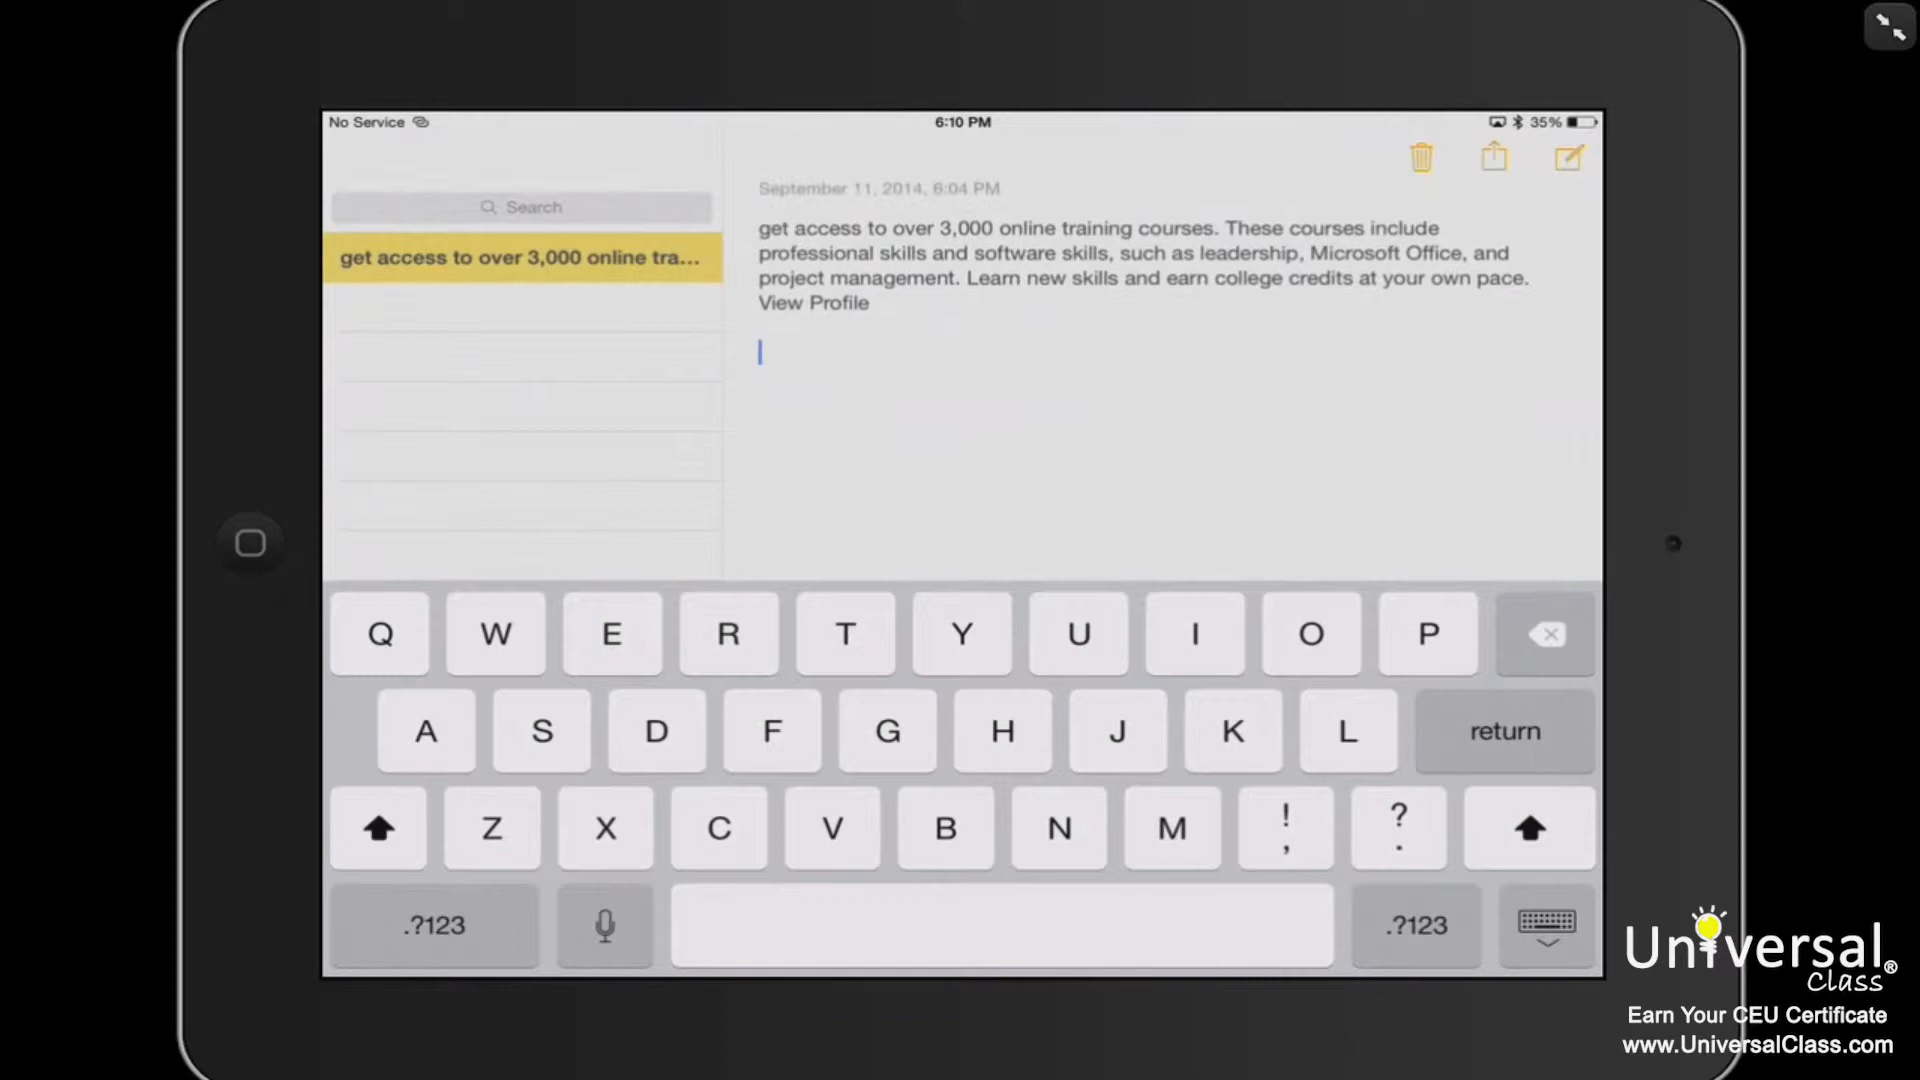 No Service
6:10 PM
35%
Search
get access to over 3,000 online tra...
September 11, 2014, 6:04 PM
get access to over 3,000 online training courses. These courses include
professional skills and software skills, such as leadership, Microsoft Office, and
project management. Learn new skills and earn college credits at your own pace.
View Profile
Q W E R T Y U I O P
A S D F G H J K L return
Z X C V B N M ! , ? .
.?123 .?123
Universal®
Class
Earn Your CEU Certificate
www.UniversalClass.com